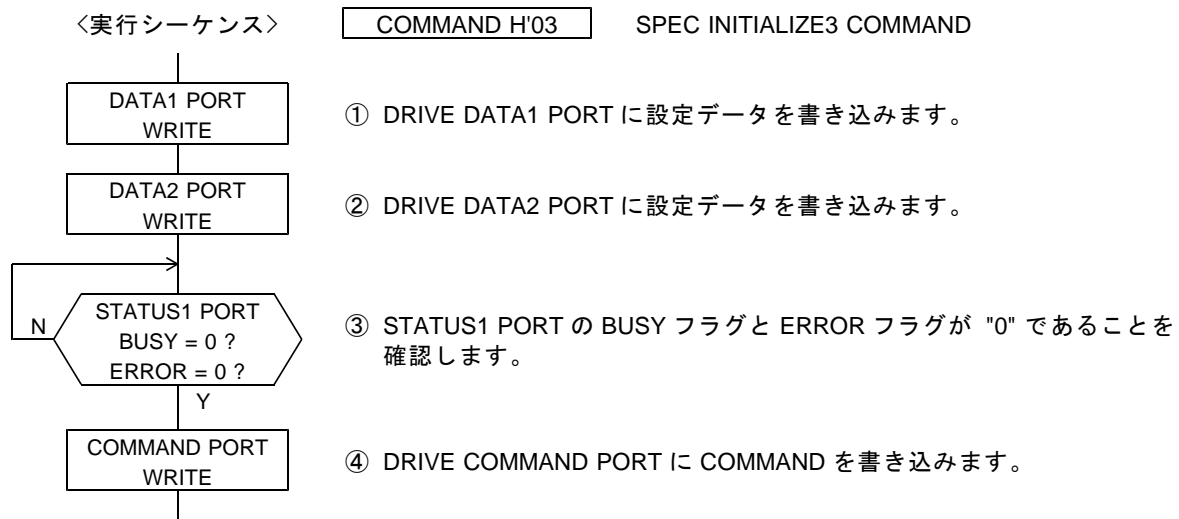 〈実行シーケンス〉 COMMAND H'03 SPEC INITIALIZE3 COMMAND
DATA1 PORT
WRITE
① DRIVE DATA1 PORT に設定データを書き込みます。
DATA2 PORT
WRITE
② DRIVE DATA2 PORT に設定データを書き込みます。
N
STATUS1 PORT
BUSY = 0 ?
ERROR = 0 ?
Y
③ STATUS1 PORT の BUSY フラグと ERROR フラグが "0" であることを
確認します。
COMMAND PORT
WRITE
④ DRIVE COMMAND PORT に COMMAND を書き込みます。